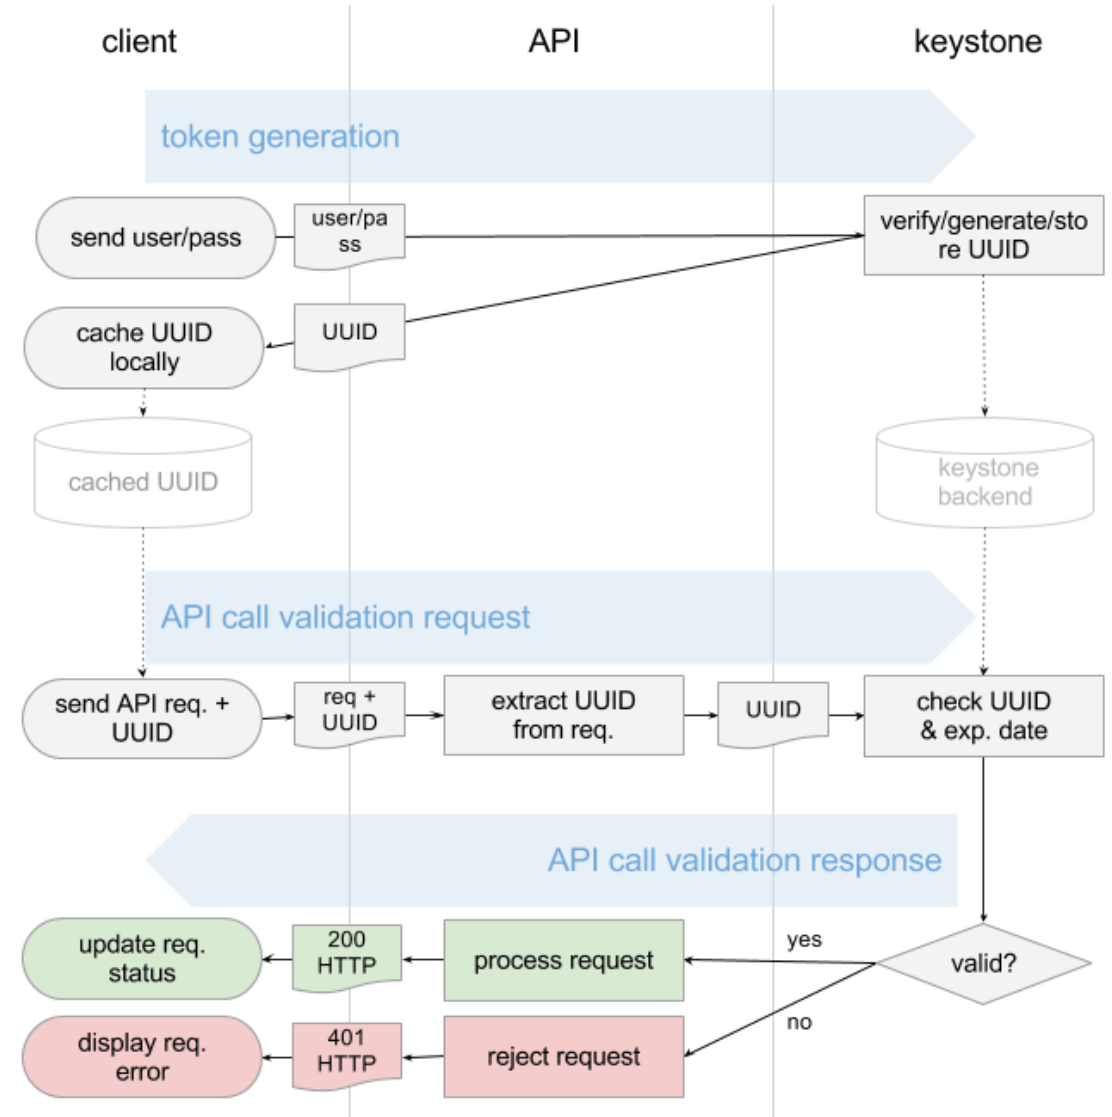 client
API
keystone
token generation
send user/pass
user/pa
ss
verify/generate/sto
re UUID
cache UUID
locally
UUID
cached UUID
keystone
backend
API call validation request
send API req. +
UUID
req +
UUID
extract UUID
from req.
UUID
check UUID
& exp. date
API call validation response
update req.
status
200
HTTP
process request
yes
valid?
no
display req.
error
401
HTTP
reject request